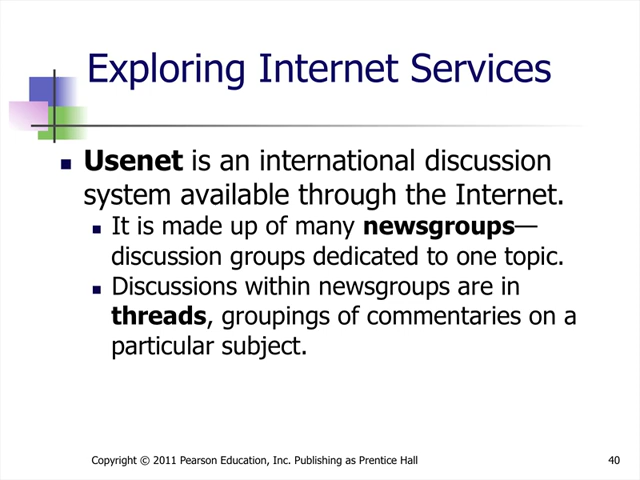 Exploring Internet Services
■ Usenet is an international discussion
system available through the Internet.
■ It is made up of many newsgroups—
discussion groups dedicated to one topic.
■ Discussions within newsgroups are in
threads, groupings of commentaries on a
particular subject.
Copyright © 2011 Pearson Education, Inc. Publishing as Prentice Hall
40